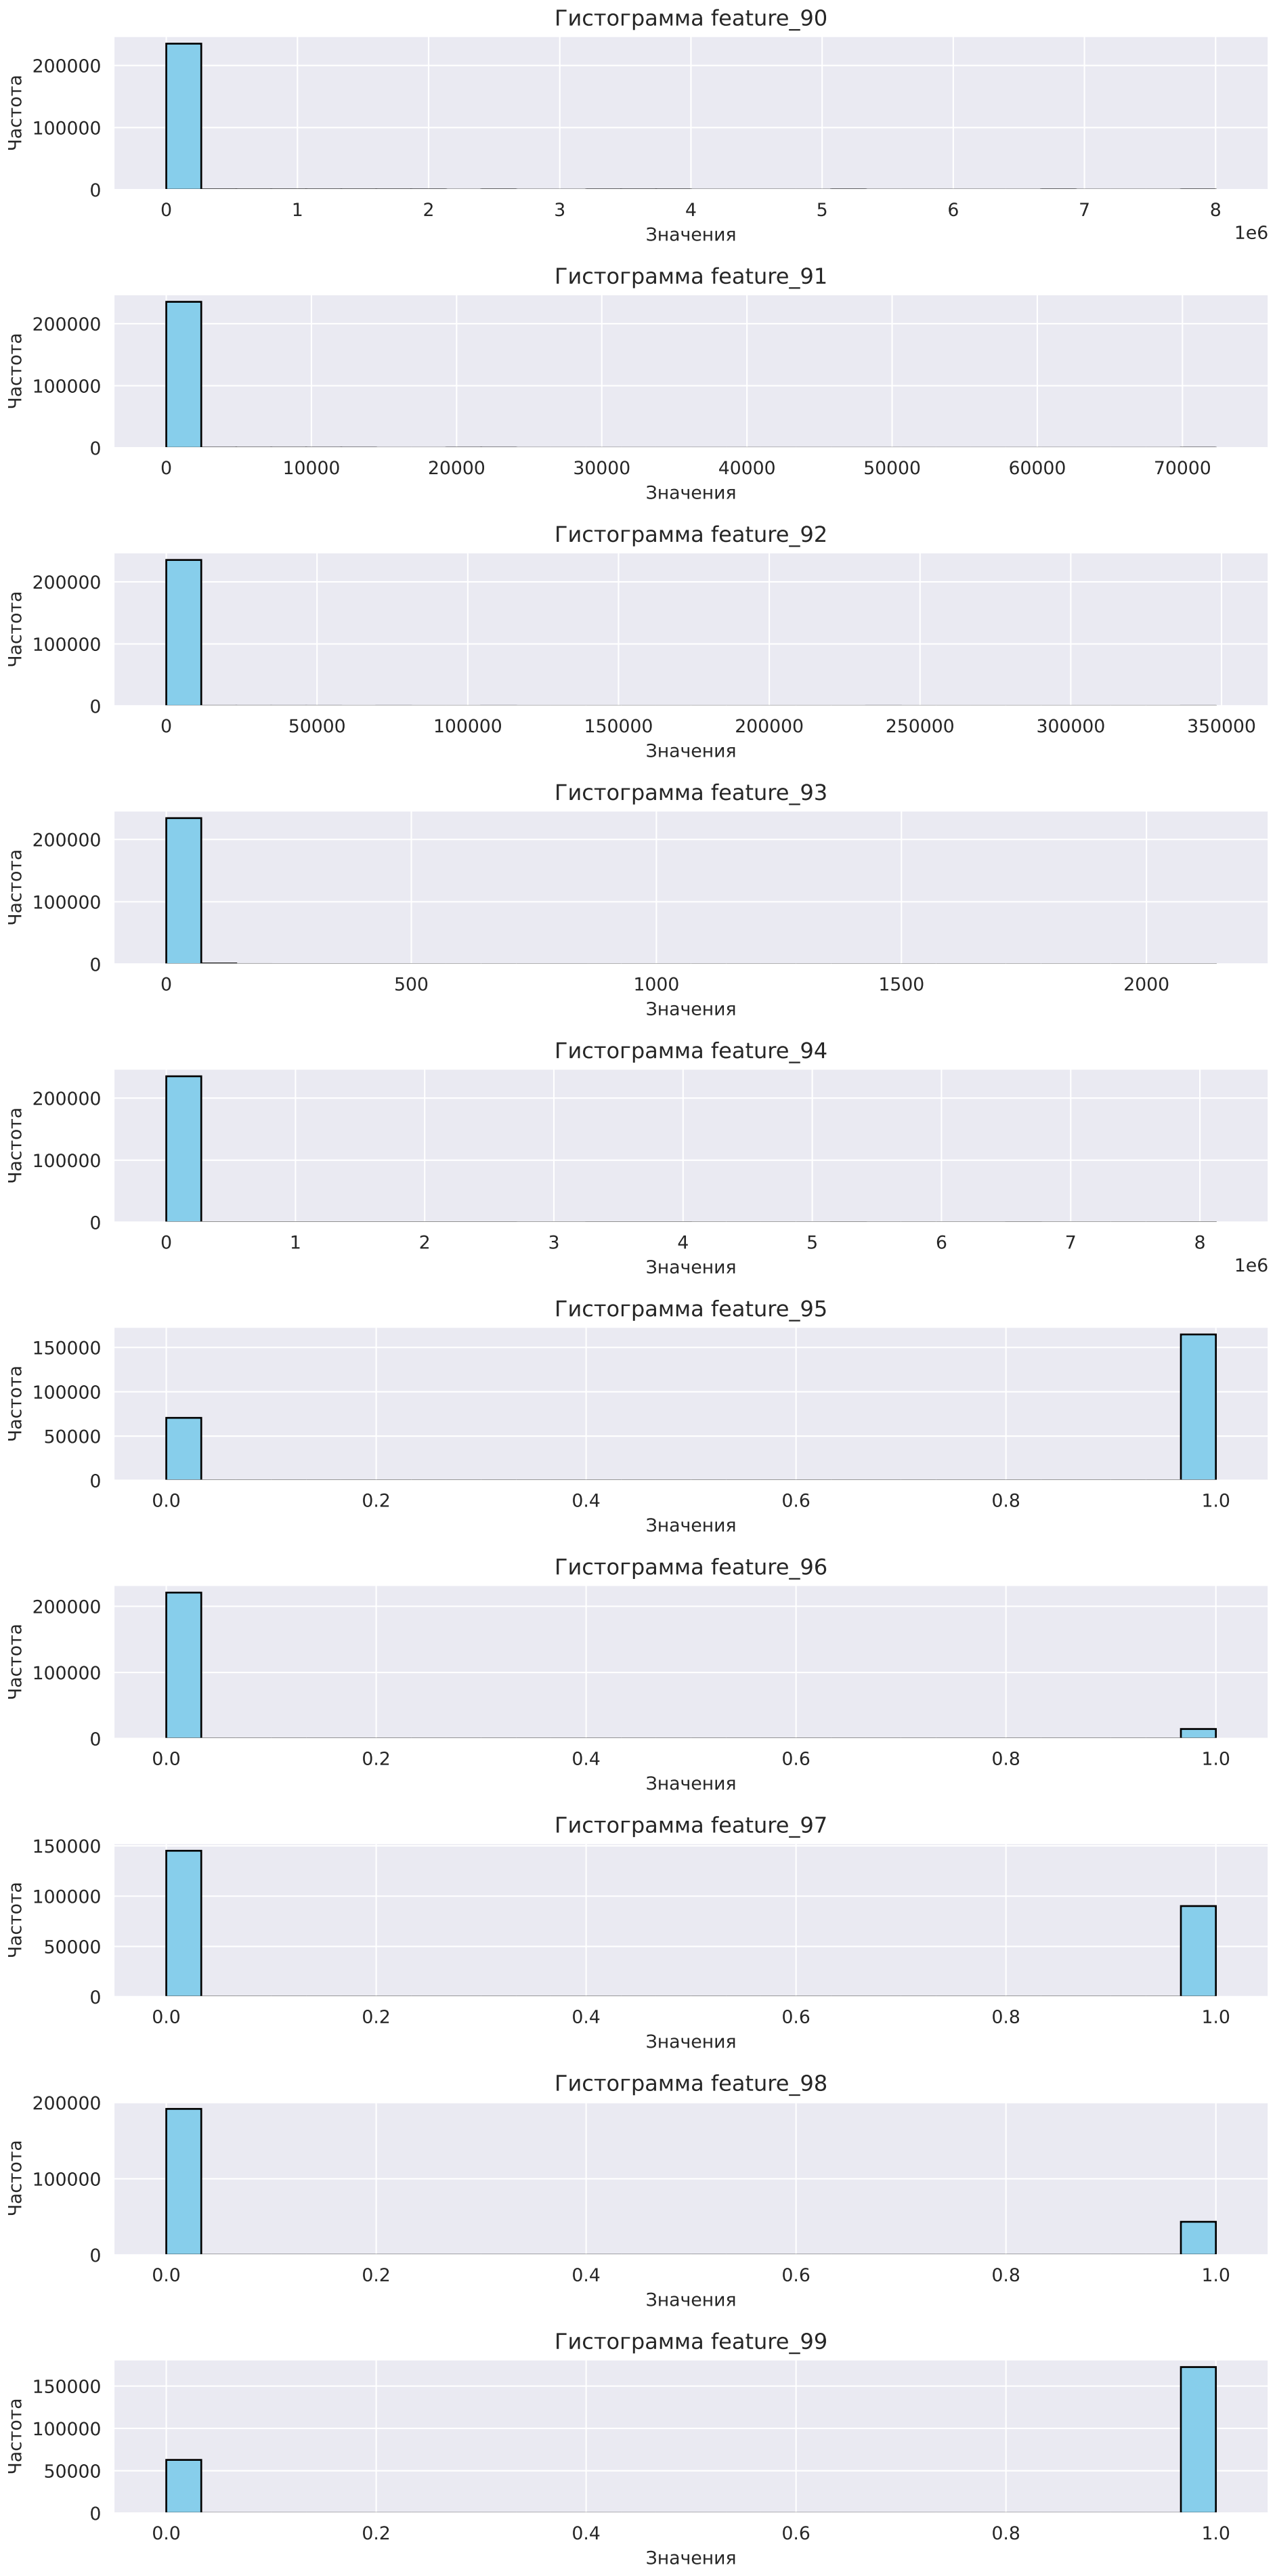 Гистограмма feature_90
Частота
200000
100000
0
0 1 2 3 4 5 6 7 8
1e6
Значения
Гистограмма feature_91
Частота
200000
100000
0
0 10000 20000 30000 40000 50000 60000 70000
Значения
Гистограмма feature_92
Частота
200000
100000
0
0 50000 100000 150000 200000 250000 300000 350000
Значения
Гистограмма feature_93
Частота
200000
100000
0
0 500 1000 1500 2000
Значения
Гистограмма feature_94
Частота
200000
100000
0
0 1 2 3 4 5 6 7 8
1e6
Значения
Гистограмма feature_95
Частота
150000
100000
50000
0
0.0 0.2 0.4 0.6 0.8 1.0
Значения
Гистограмма feature_96
Частота
200000
100000
0
0.0 0.2 0.4 0.6 0.8 1.0
Значения
Гистограмма feature_97
Частота
150000
100000
50000
0
0.0 0.2 0.4 0.6 0.8 1.0
Значения
Гистограмма feature_98
Частота
200000
100000
0
0.0 0.2 0.4 0.6 0.8 1.0
Значения
Гистограмма feature_99
Частота
150000
100000
50000
0
0.0 0.2 0.4 0.6 0.8 1.0
Значения